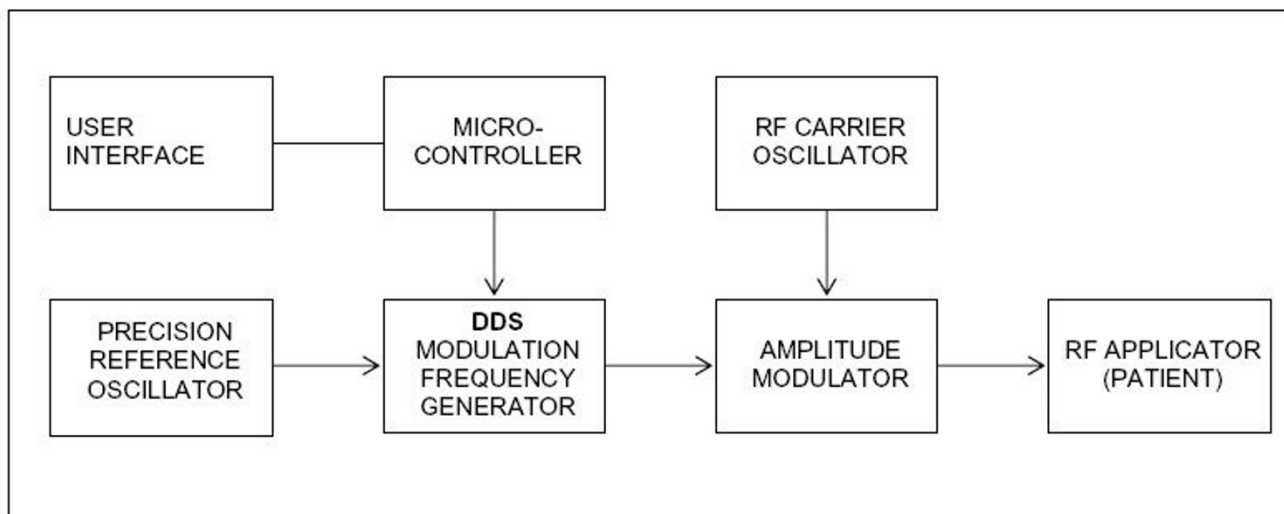 USER
INTERFACE
MICRO-
CONTROLLER
RF CARRIER
OSCILLATOR
PRECISION
REFERENCE
OSCILLATOR
DDS
MODULATION
FREQUENCY
GENERATOR
AMPLITUDE
MODULATOR
RF APPLICATOR
(PATIENT)